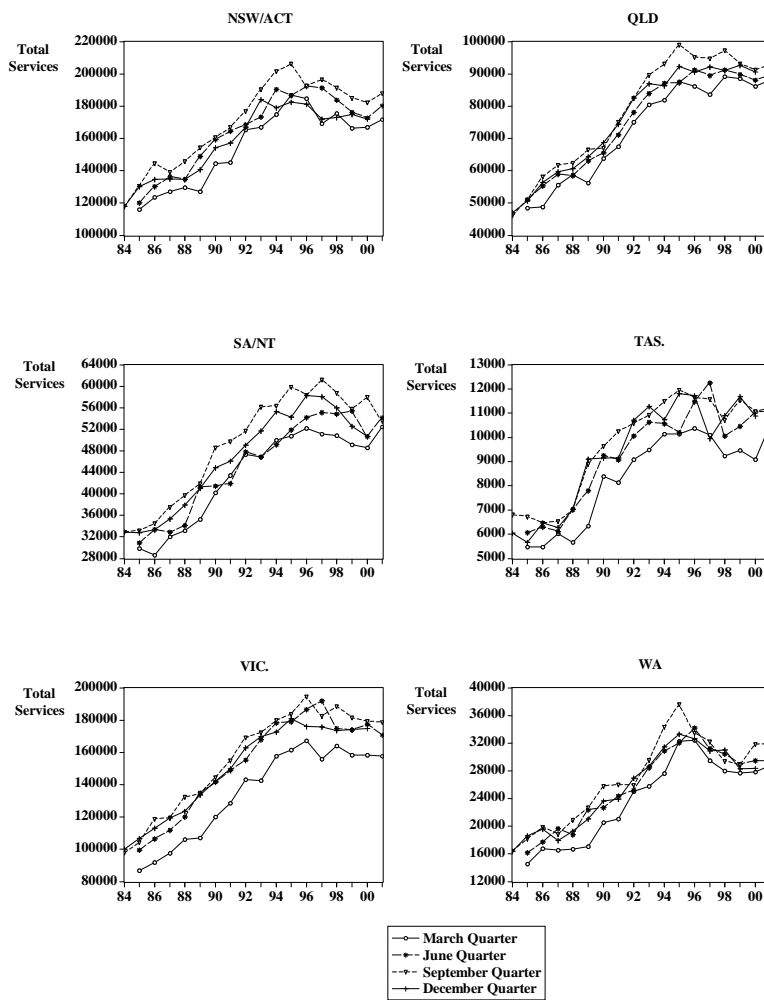 NSW/ACT
Total
Services
220000
200000
180000
160000
140000
120000
100000
84 86 88 90 92 94 96 98 00
QLD
Total
Services
100000
90000
80000
70000
60000
50000
40000
84 86 88 90 92 94 96 98 00
SA/NT
Total
Services
64000
60000
56000
52000
48000
44000
40000
36000
32000
28000
84 86 88 90 92 94 96 98 00
TAS.
Total
Services
13000
12000
11000
10000
9000
8000
7000
6000
5000
84 86 88 90 92 94 96 98 00
VIC.
Total
Services
200000
180000
160000
140000
120000
100000
80000
84 86 88 90 92 94 96 98 00
WA
Total
Services
40000
36000
32000
28000
24000
20000
16000
12000
84 86 88 90 92 94 96 98 00
March Quarter
June Quarter
September Quarter
December Quarter